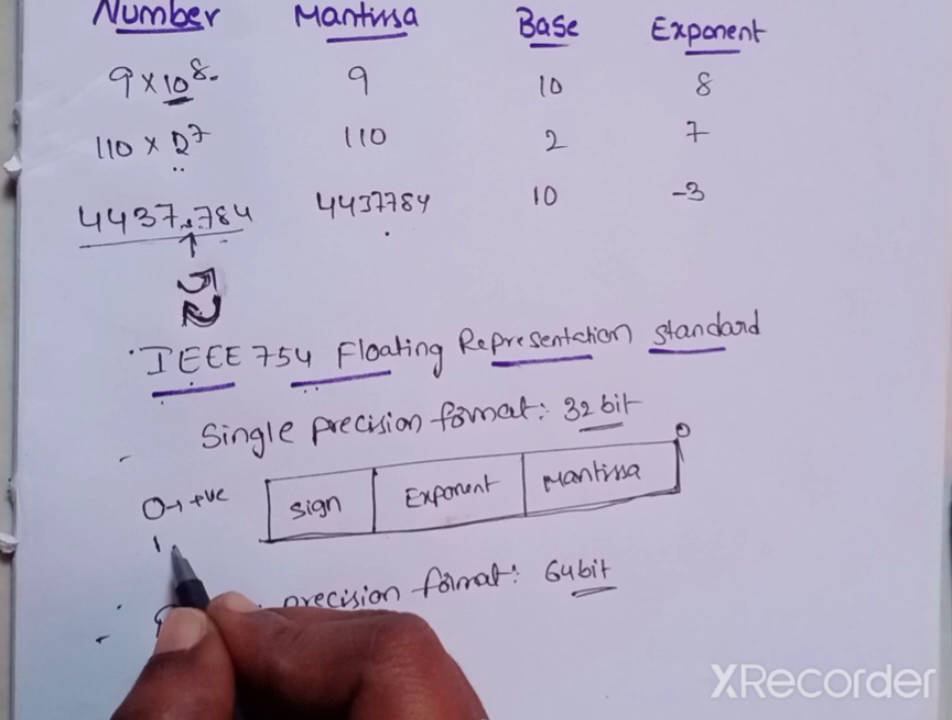 Number Mantissa Base Exponent
9 × 10^8 9 10 8
110 × 2^7 110 2 7
4437.784 4437784 10 -3
IEEE 754 Floating Representation standard
Single precision format: 32 bit
0
0→ +ve Sign Exponent Mantissa
1
precision format: 64 bit
XRecorder